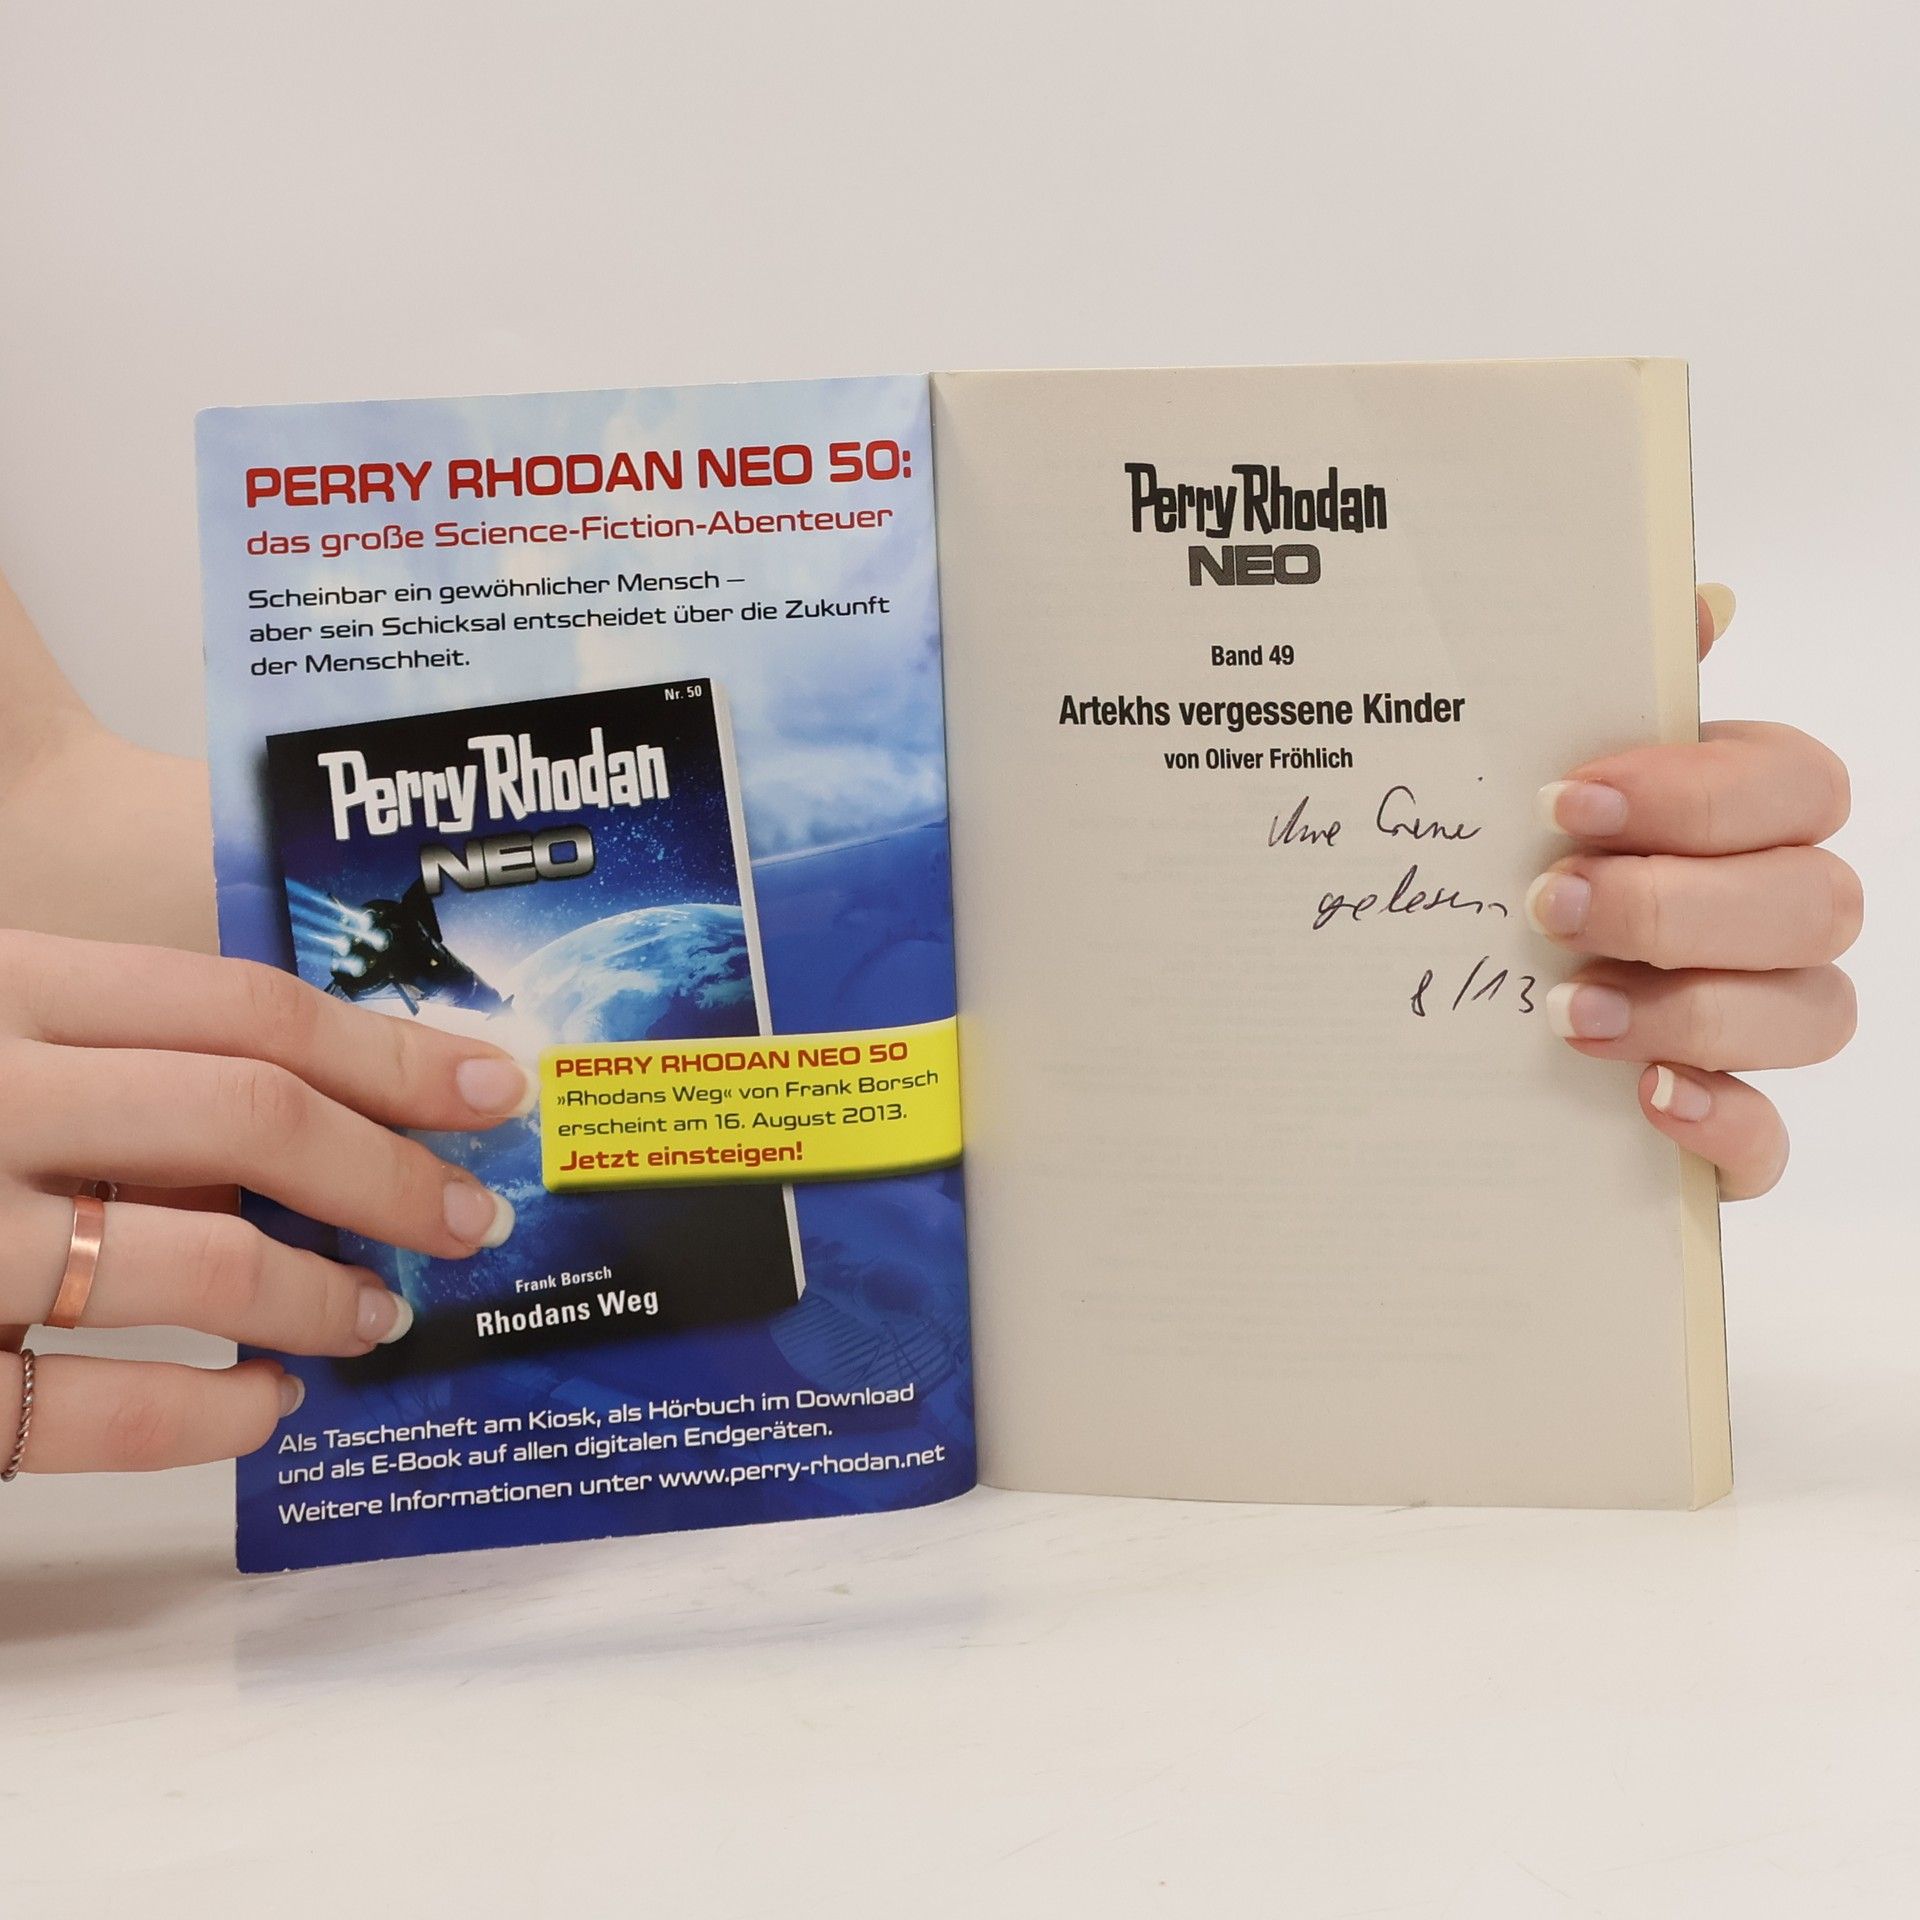 PERRY RHODAN NEO 50:
das große Science-Fiction-Abenteuer
Scheinbar ein gewöhnlicher Mensch –
aber sein Schicksal entscheidet über die Zukunft
der Menschheit.
Nr. 50
Perry Rhodan
NEO
PERRY RHODAN NEO 50
»Rhodans Weg« von Frank Borsch
erscheint am 16. August 2013.
Jetzt einsteigen!
Frank Borsch
Rhodans Weg
Als Taschenheft am Kiosk, als Hörbuch im Download
und als E-Book auf allen digitalen Endgeräten.
Weitere Informationen unter www.perry-rhodan.net
Perry Rhodan
NEO
Band 49
Artekhs vergessene Kinder
von Oliver Fröhlich
Uwe
gelesen
8/13